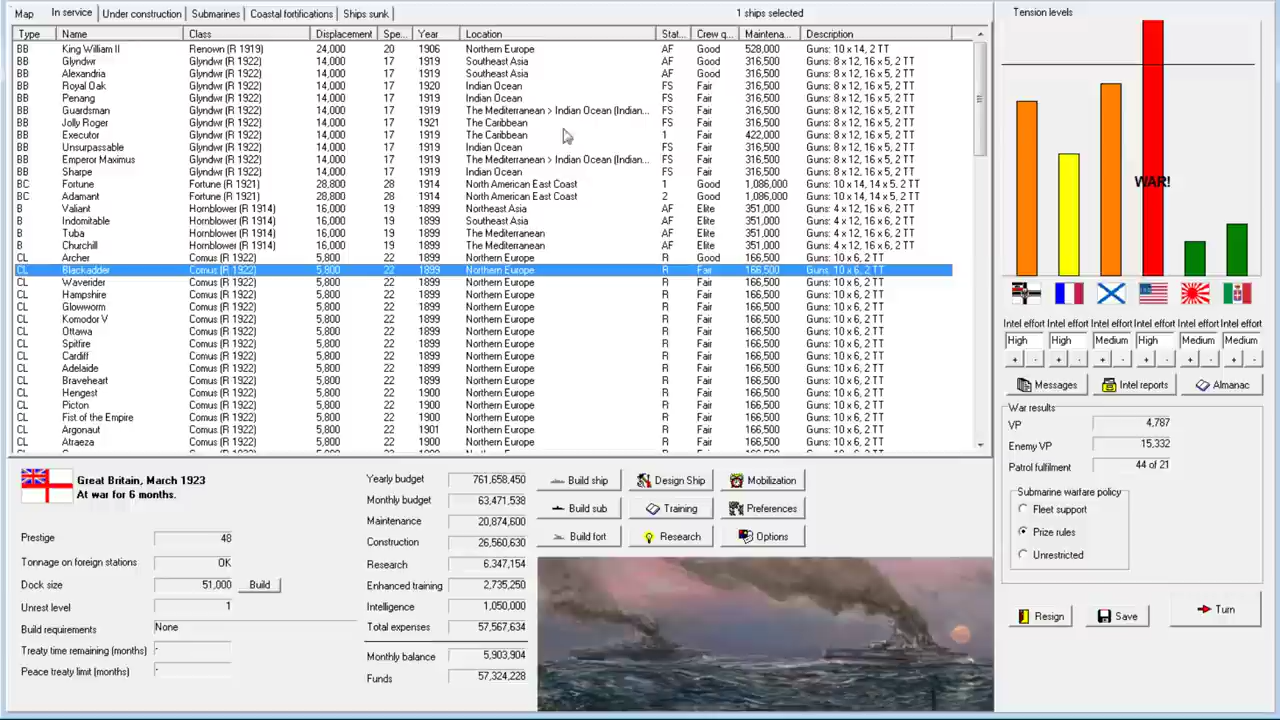 Map In service Under construction Submarines Coastal fortifications Ships sunk 1 ships selected Tension levels
Type Name Class Displacement Spe... Year Location Stat... Crew q... Maintena... Description
BB King William II Renown (R 1919) 24,000 20 1906 Northern Europe AF Good 528,000 Guns: 10 x 14, 2 TT
BB Glyndwr Glyndwr (R 1922) 14,000 17 1919 Southeast Asia AF Good 316,500 Guns: 8 x 12, 16 x 5, 2 TT
BB Alexandria Glyndwr (R 1922) 14,000 17 1919 Southeast Asia AF Good 316,500 Guns: 8 x 12, 16 x 5, 2 TT
BB Royal Oak Glyndwr (R 1922) 14,000 17 1920 Indian Ocean FS Fair 316,500 Guns: 8 x 12, 16 x 5, 2 TT
BB Penang Glyndwr (R 1922) 14,000 17 1919 Indian Ocean FS Fair 316,500 Guns: 8 x 12, 16 x 5, 2 TT
BB Guardsman Glyndwr (R 1922) 14,000 17 1919 The Mediterranean > Indian Ocean (Indian... FS Fair 316,500 Guns: 8 x 12, 16 x 5, 2 TT
BB Jolly Roger Glyndwr (R 1922) 14,000 17 1921 The Caribbean FS Fair 316,500 Guns: 8 x 12, 16 x 5, 2 TT
BB Executor Glyndwr (R 1922) 14,000 17 1919 The Caribbean 1 Fair 422,000 Guns: 8 x 12, 16 x 5, 2 TT
BB Unsurpassable Glyndwr (R 1922) 14,000 17 1919 Indian Ocean FS Fair 316,500 Guns: 8 x 12, 16 x 5, 2 TT
BB Emperor Maximus Glyndwr (R 1922) 14,000 17 1919 The Mediterranean > Indian Ocean (Indian... FS Fair 316,500 Guns: 8 x 12, 16 x 5, 2 TT
BB Sharpe Glyndwr (R 1922) 14,000 17 1919 Indian Ocean FS Fair 316,500 Guns: 8 x 12, 16 x 5, 2 TT
BC Fortune Fortune (R 1921) 28,800 28 1914 North American East Coast 1 Good 1,086,000 Guns: 10 x 14, 14 x 5, 2 TT
WAR!
BC Adamant Fortune (R 1921) 28,800 28 1914 North American East Coast 2 Good 1,086,000 Guns: 10 x 14, 14 x 5, 2 TT
B Valiant Hornblower (R 1914) 16,000 19 1899 Northeast Asia AF Elite 351,000 Guns: 4 x 12, 16 x 6, 2 TT
B Indomitable Hornblower (R 1914) 16,000 19 1899 Southeast Asia AF Elite 351,000 Guns: 4 x 12, 16 x 6, 2 TT
B Tuba Hornblower (R 1914) 16,000 19 1899 The Mediterranean AF Elite 351,000 Guns: 4 x 12, 16 x 6, 2 TT
B Churchill Hornblower (R 1914) 16,000 19 1899 The Mediterranean AF Elite 351,000 Guns: 4 x 12, 16 x 6, 2 TT
CL Archer Comus (R 1922) 5,800 22 1899 Northern Europe R Good 166,500 Guns: 10 x 6, 2 TT
CL Blackadder Comus (R 1922) 5,800 22 1899 Northern Europe R Fair 166,500 Guns: 10 x 6, 2 TT
CL Waverider Comus (R 1922) 5,800 22 1899 Northern Europe R Fair 166,500 Guns: 10 x 6, 2 TT
CL Hampshire Comus (R 1922) 5,800 22 1899 Northern Europe R Fair 166,500 Guns: 10 x 6, 2 TT
CL Glowworm Comus (R 1922) 5,800 22 1899 Northern Europe R Fair 166,500 Guns: 10 x 6, 2 TT
CL Komodor V Comus (R 1922) 5,800 22 1899 Northern Europe R Fair 166,500 Guns: 10 x 6, 2 TT
CL Ottawa Comus (R 1922) 5,800 22 1899 Northern Europe R Fair 166,500 Guns: 10 x 6, 2 TT
CL Spitfire Comus (R 1922) 5,800 22 1899 Northern Europe R Fair 166,500 Guns: 10 x 6, 2 TT
CL Cardiff Comus (R 1922) 5,800 22 1899 Northern Europe R Fair 166,500 Guns: 10 x 6, 2 TT
CL Adelaide Comus (R 1922) 5,800 22 1899 Northern Europe R Fair 166,500 Guns: 10 x 6, 2 TT
CL Braveheart Comus (R 1922) 5,800 22 1899 Northern Europe R Fair 166,500 Guns: 10 x 6, 2 TT
CL Hengest Comus (R 1922) 5,800 22 1899 Northern Europe R Fair 166,500 Guns: 10 x 6, 2 TT
CL Picton Comus (R 1922) 5,800 22 1900 Northern Europe R Fair 166,500 Guns: 10 x 6, 2 TT
CL Fist of the Empire Comus (R 1922) 5,800 22 1900 Northern Europe R Fair 166,500 Guns: 10 x 6, 2 TT
CL Argonaut Comus (R 1922) 5,800 22 1901 Northern Europe R Fair 166,500 Guns: 10 x 6, 2 TT
CL Atraeza Comus (R 1922) 5,800 22 1900 Northern Europe R Fair 166,500 Guns: 10 x 6, 2 TT
Intel effort Intel effort Intel effort Intel effort Intel effort Intel effort
High High Medium High Medium Medium
+ - + - + - + - + - + -
Messages Intel reports Almanac
War results
VP 4,787
Enemy VP 15,332
Patrol fulfilment 44 of 21
Submarine warfare policy
Fleet support
Prize rules
Unrestricted
Resign Save Turn
Great Britain, March 1923
At war for 6 months.
Prestige 48
Tonnage on foreign stations OK
Dock size 51,000 Build
Unrest level 1
Build requirements None
Treaty time remaining (months) -
Peace treaty limit (months) -
Yearly budget 761,658,450
Monthly budget 63,471,538
Maintenance 20,874,600
Construction 26,560,630
Research 6,347,154
Enhanced training 2,735,250
Intelligence 1,050,000
Total expenses 57,567,634
Monthly balance 5,903,904
Funds 57,324,228
Build ship Design Ship Mobilization
Build sub Training Preferences
Build fort Research Options